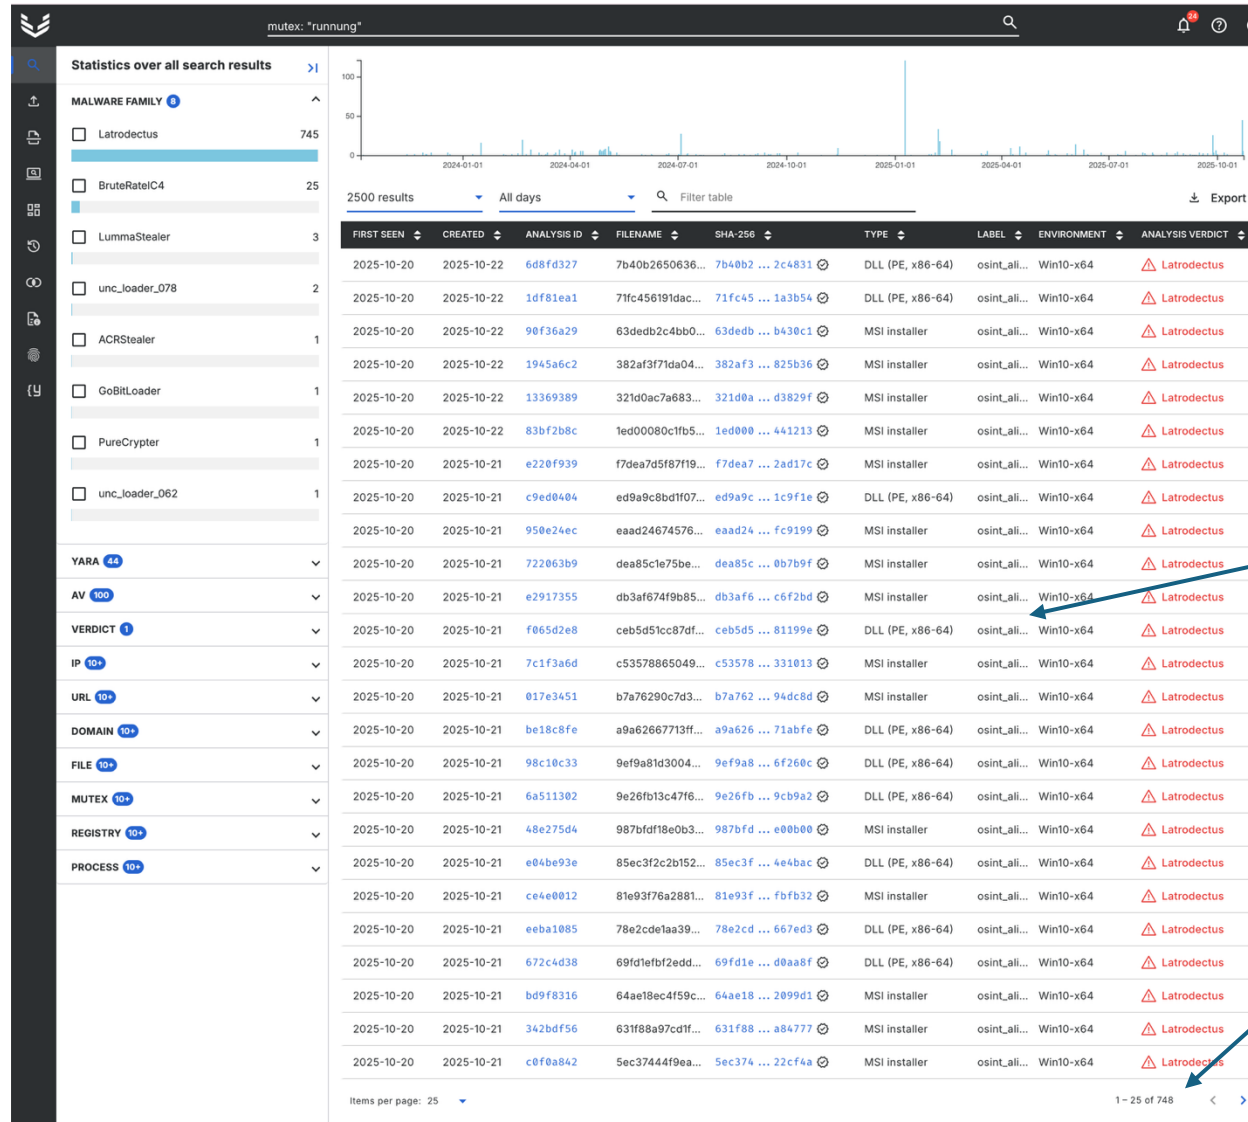 mutex: "runnung"
24
Statistics over all search results
MALWARE FAMILY 8
Latrodectus 745
BruteRatelC4 25
LummaStealer 3
unc_loader_078 2
ACRStealer 1
GoBitLoader 1
PureCrypter 1
unc_loader_062 1
YARA 44
AV 100
VERDICT 1
IP 10+
URL 10+
DOMAIN 10+
FILE 10+
MUTEX 10+
REGISTRY 10+
PROCESS 10+
100
50
0
2024-01-01 2024-04-01 2024-07-01 2024-10-01 2025-01-01 2025-04-01 2025-07-01 2025-10-01
2500 results All days Filter table Export
FIRST SEEN CREATED ANALYSIS ID FILENAME SHA-256 TYPE LABEL ENVIRONMENT ANALYSIS VERDICT
2025-10-20 2025-10-22 6d8fd327 7b40b2650636... 7b40b2 ... 2c4831 DLL (PE, x86-64) osint_ali... Win10-x64 Latrodectus
2025-10-20 2025-10-22 1df81ea1 71fc456191dac... 71fc45 ... 1a3b54 DLL (PE, x86-64) osint_ali... Win10-x64 Latrodectus
2025-10-20 2025-10-22 90f36a29 63dedb2c4bb0... 63dedb ... b430c1 MSI installer osint_ali... Win10-x64 Latrodectus
2025-10-20 2025-10-22 1945a6c2 382af3f71da04... 382af3 ... 825b36 MSI installer osint_ali... Win10-x64 Latrodectus
2025-10-20 2025-10-22 13369389 321d0ac7a683... 321d0a ... d3829f MSI installer osint_ali... Win10-x64 Latrodectus
2025-10-20 2025-10-22 83bf2b8c 1ed00080c1fb5... 1ed000 ... 441213 MSI installer osint_ali... Win10-x64 Latrodectus
2025-10-20 2025-10-21 e220f939 f7dea7d5f87f19... f7dea7 ... 2ad17c MSI installer osint_ali... Win10-x64 Latrodectus
2025-10-20 2025-10-21 c9ed0404 ed9a9c8bd1f07... ed9a9c ... 1c9f1e DLL (PE, x86-64) osint_ali... Win10-x64 Latrodectus
2025-10-20 2025-10-21 950e24ec eaad24674576... eaad24 ... fc9199 MSI installer osint_ali... Win10-x64 Latrodectus
2025-10-20 2025-10-21 722063b9 dea85c1e75be... dea85c ... 0b7b9f MSI installer osint_ali... Win10-x64 Latrodectus
2025-10-20 2025-10-21 e2917355 db3af674f9b85... db3af6 ... c6f2bd MSI installer osint_ali... Win10-x64 Latrodectus
2025-10-20 2025-10-21 f065d2e8 ceb5d51cc87df... ceb5d5 ... 81199e DLL (PE, x86-64) osint_ali... Win10-x64 Latrodectus
2025-10-20 2025-10-21 7c1f3a6d c53578865049... c53578 ... 331013 MSI installer osint_ali... Win10-x64 Latrodectus
2025-10-20 2025-10-21 017e3451 b7a76290c7d3... b7a762 ... 94dc8d MSI installer osint_ali... Win10-x64 Latrodectus
2025-10-20 2025-10-21 be18c8fe a9a62667713ff... a9a626 ... 71abfe DLL (PE, x86-64) osint_ali... Win10-x64 Latrodectus
2025-10-20 2025-10-21 98c10c33 9ef9a81d3004... 9ef9a8 ... 6f260c DLL (PE, x86-64) osint_ali... Win10-x64 Latrodectus
2025-10-20 2025-10-21 6a511302 9e26fb13c47f6... 9e26fb ... 9cb9a2 DLL (PE, x86-64) osint_ali... Win10-x64 Latrodectus
2025-10-20 2025-10-21 48e275d4 987bfdf18e0b3... 987bfd ... e00b00 MSI installer osint_ali... Win10-x64 Latrodectus
2025-10-20 2025-10-21 e04be93e 85ec3f2c2b152... 85ec3f ... 4e4bac DLL (PE, x86-64) osint_ali... Win10-x64 Latrodectus
2025-10-20 2025-10-21 ce4e0012 81e93f76a2881... 81e93f ... fbfb32 MSI installer osint_ali... Win10-x64 Latrodectus
2025-10-20 2025-10-21 eeba1085 78e2cde1aa39... 78e2cd ... 667ed3 DLL (PE, x86-64) osint_ali... Win10-x64 Latrodectus
2025-10-20 2025-10-21 672c4d38 69fd1efbf2edd... 69fd1e ... d0aa8f DLL (PE, x86-64) osint_ali... Win10-x64 Latrodectus
2025-10-20 2025-10-21 bd9f8316 64ae18ec4f59c... 64ae18 ... 2099d1 MSI installer osint_ali... Win10-x64 Latrodectus
2025-10-20 2025-10-21 342bdf56 631f88a97cd1f... 631f88 ... a84777 MSI installer osint_ali... Win10-x64 Latrodectus
2025-10-20 2025-10-21 c0f0a842 5ec37444f9ea... 5ec374 ... 22cf4a MSI installer osint_ali... Win10-x64 Latrodectus
Items per page: 25 1 – 25 of 748